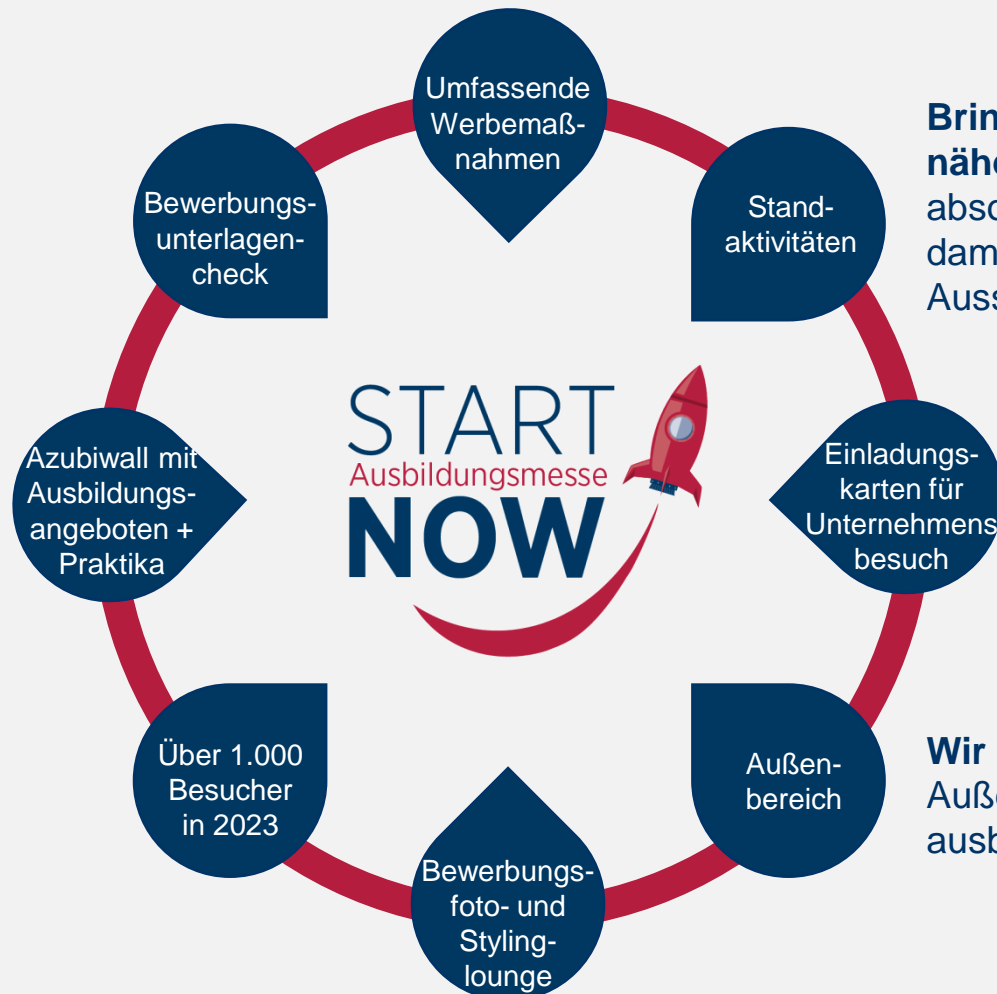 Umfassende
Werbemaß-
nahmen
Stand-
aktivitäten
Einladungs-
karten für
Unternehmens
besuch
Außen-
bereich
Bewerbungs-
foto- und
Styling-
lounge
Über 1.000
Besucher
in 2023
Azubiwall mit
Ausbildungs-
angeboten +
Praktika
Bewerbungs-
unterlagen-
check
START
Ausbildungsmesse
NOW
Wir